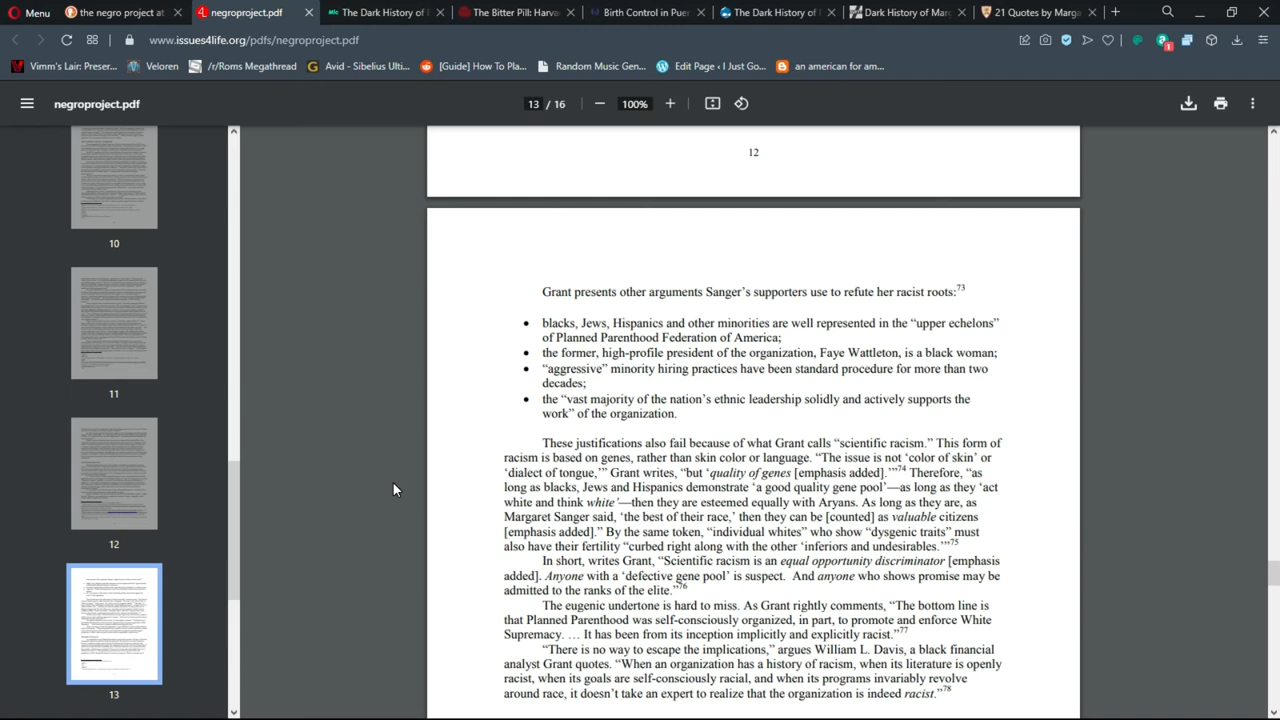 Menu
the negro project at
negroproject.pdf
The Dark History of
The Bitter Pill: Harva
Birth Control in Puer
The Dark History of
Dark History of Marg
21 Quotes by Marga
www.issues4life.org/pdfs/negroproject.pdf
1
Vimm's Lair: Preser...
Veloren
/r/Roms Megathread
Avid - Sibelius Ulti...
[Guide] How To Pla...
Random Music Gen...
Edit Page ‹ I Just Go...
an american for am...
negroproject.pdf
13 / 16
100%
10
11
12
13
12
Grant presents other arguments Sanger's supporters use to refute her racist roots:73
• blacks, Jews, Hispanics and other minorities are well represented in the “upper echelons”
of Planned Parenthood Federation of America;
• the former, high-profile president of the organization, Faye Wattleton, is a black woman;
• “aggressive” minority hiring practices have been standard procedure for more than two
decades;
• the “vast majority of the nation's ethnic leadership solidly and actively supports the
work” of the organization.
These justifications also fail because of what Grant calls “scientific racism.” This form of
racism is based on genes, rather than skin color or language. “The issue is not ‘color of skin’ or
‘dialect of tongue,’” Grant writes, “but ‘quality of genes [emphasis added].’”74 Therefore, “as
long as blacks, Jews and Hispanics demonstrate ‘a good quality gene pool’—as long as they ‘act
white and think white’—then they are esteemed equally with Aryans. As long as they are, as
Margaret Sanger said, ‘the best of their race,’ then they can be [counted] as valuable citizens
[emphasis added].” By the same token, “individual whites” who show “dysgenic traits” must
also have their fertility “curbed right along with the other ‘inferiors and undesirables.’”75
In short, writes Grant, “Scientific racism is an equal opportunity discriminator [emphasis
added]. Anyone with a ‘defective gene pool’ is suspect. And anyone who shows promise may be
admitted to the ranks of the elite.”76
The eugenic undertone is hard to miss. As Grant rightly comments, “The bottom line is
that Planned Parenthood was self-consciously organized, in part, to promote and enforce White
Supremacy. ... It has been from its inception implicitly and explicitly racist.”77
“There is no way to escape the implications,” argues William L. Davis, a black financial
analyst Grant quotes. “When an organization has a history of racism, when its literature is openly
racist, when its goals are self-consciously racial, and when its programs invariably revolve
around race, it doesn't take an expert to realize that the organization is indeed racist.”78